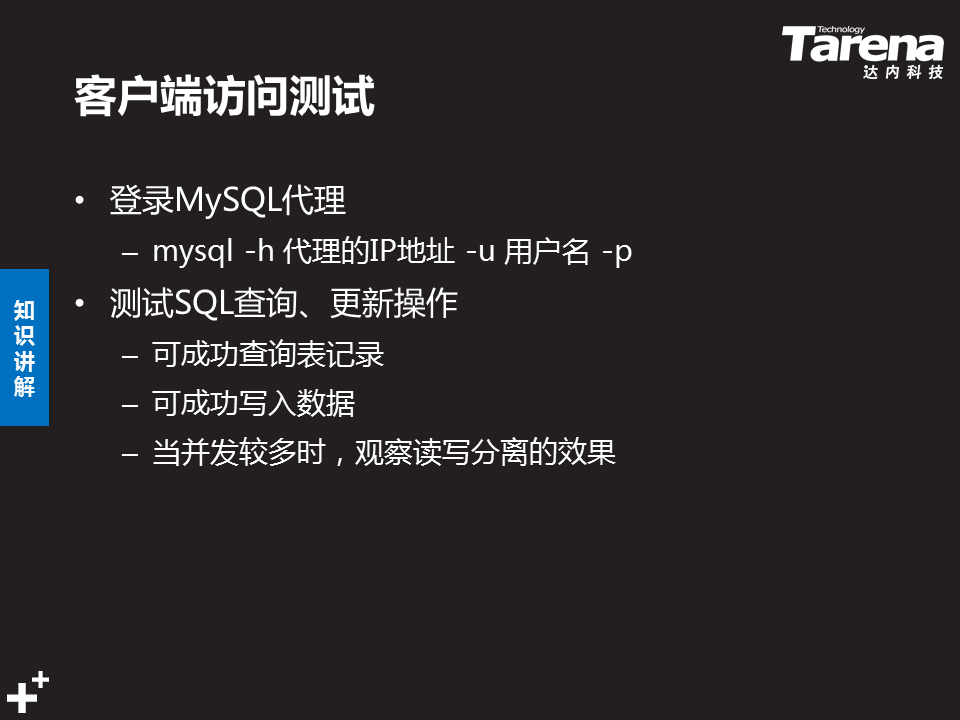 Technology
Tarena
达内科技
客户端访问测试
• 登录MySQL代理
– mysql -h 代理的IP地址 -u 用户名 -p
• 测试SQL查询、更新操作
– 可成功查询表记录
– 可成功写入数据
– 当并发较多时，观察读写分离的效果
知识讲解